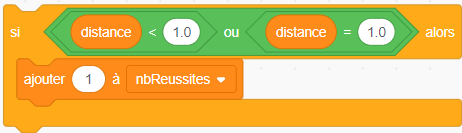 si distance < 1.0 ou distance = 1.0 alors
ajouter 1 à nbReussites